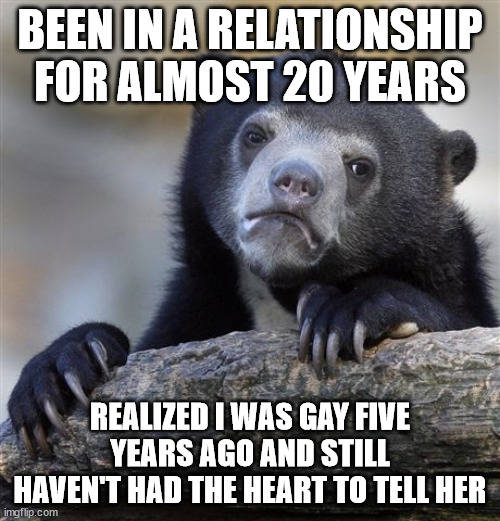 BEEN IN A RELATIONSHIP
FOR ALMOST 20 YEARS
REALIZED I WAS GAY FIVE
YEARS AGO AND STILL
HAVEN'T HAD THE HEART TO TELL HER
imgflip.com